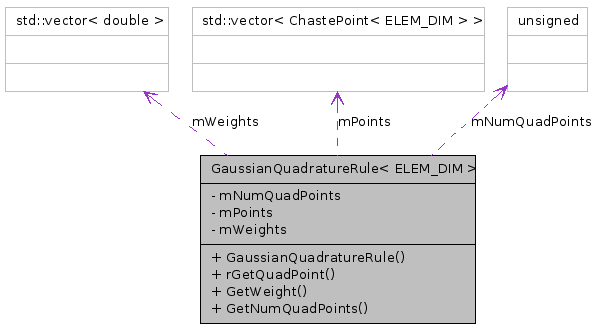 std::vector< double >
std::vector< ChastePoint< ELEM_DIM > >
unsigned
mWeights
mPoints
mNumQuadPoints
GaussianQuadratureRule< ELEM_DIM >
- mNumQuadPoints
- mPoints
- mWeights
+ GaussianQuadratureRule()
+ rGetQuadPoint()
+ GetWeight()
+ GetNumQuadPoints()